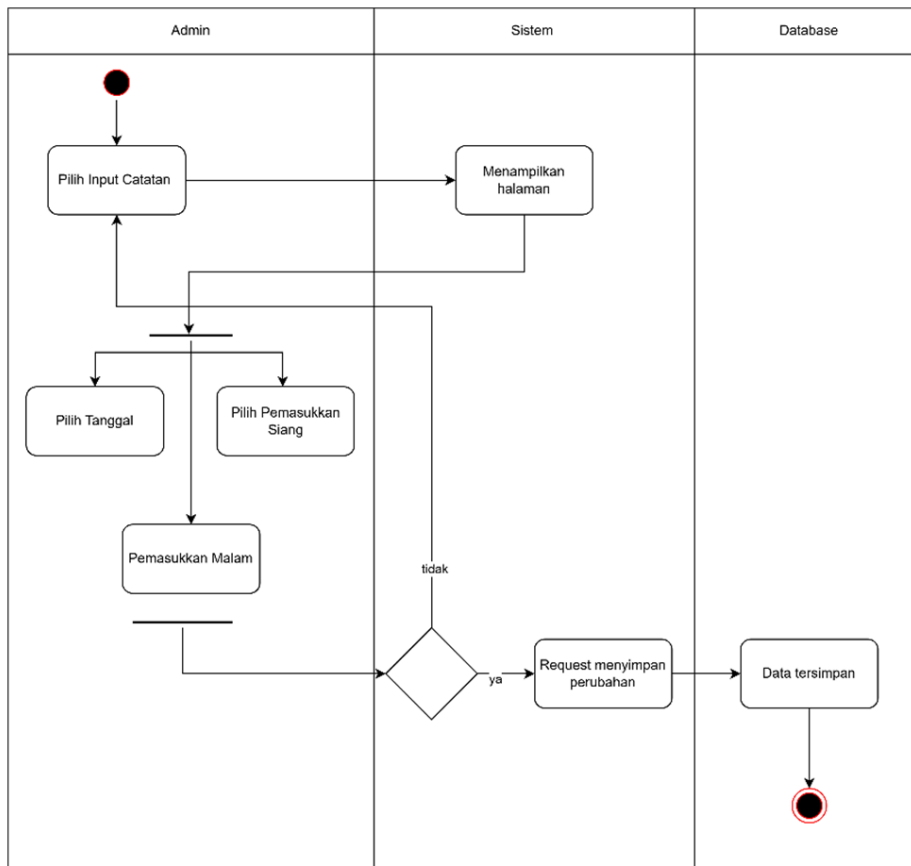 Admin
Sistem
Database
Pilih Input Catatan
Menampilkan
halaman
Pilih Tanggal
Pilih Pemasukkan
Siang
Pemasukkan Malam
tidak
ya
Request menyimpan
perubahan
Data tersimpan